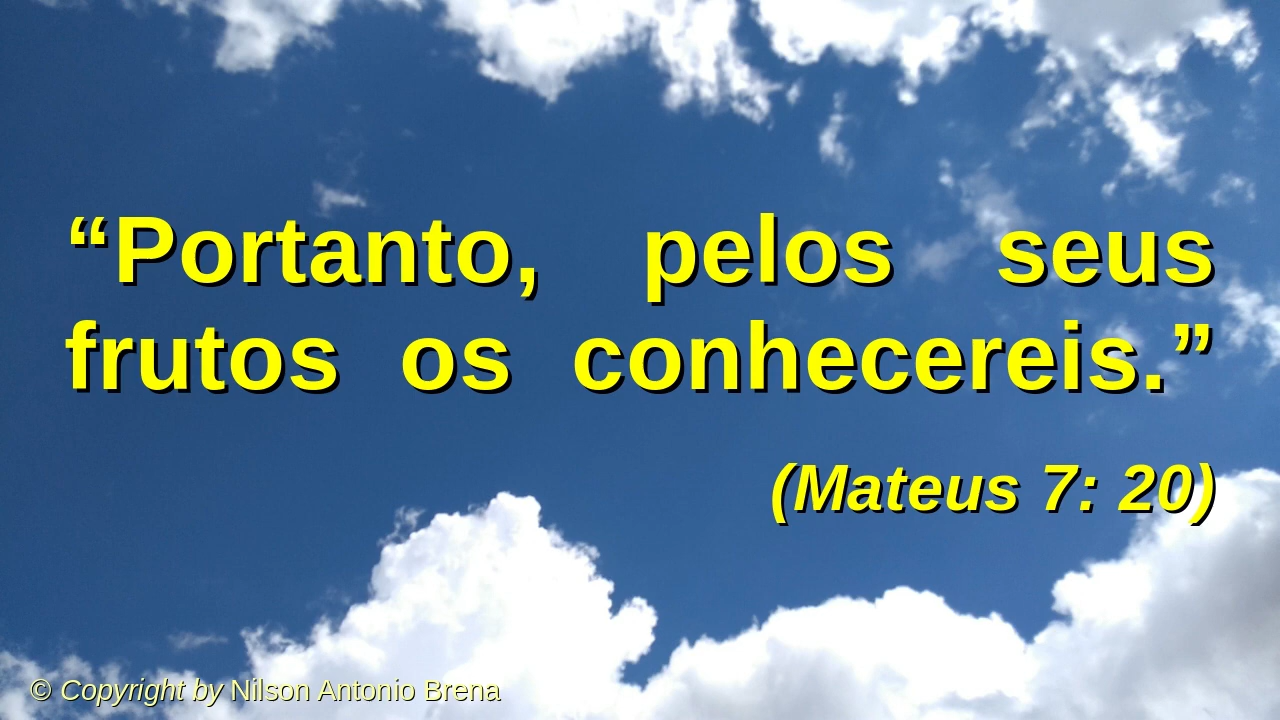 “Portanto, pelos seus
frutos os conhecereis.”
(Mateus 7: 20)
© Copyright by Nilson Antonio Brena